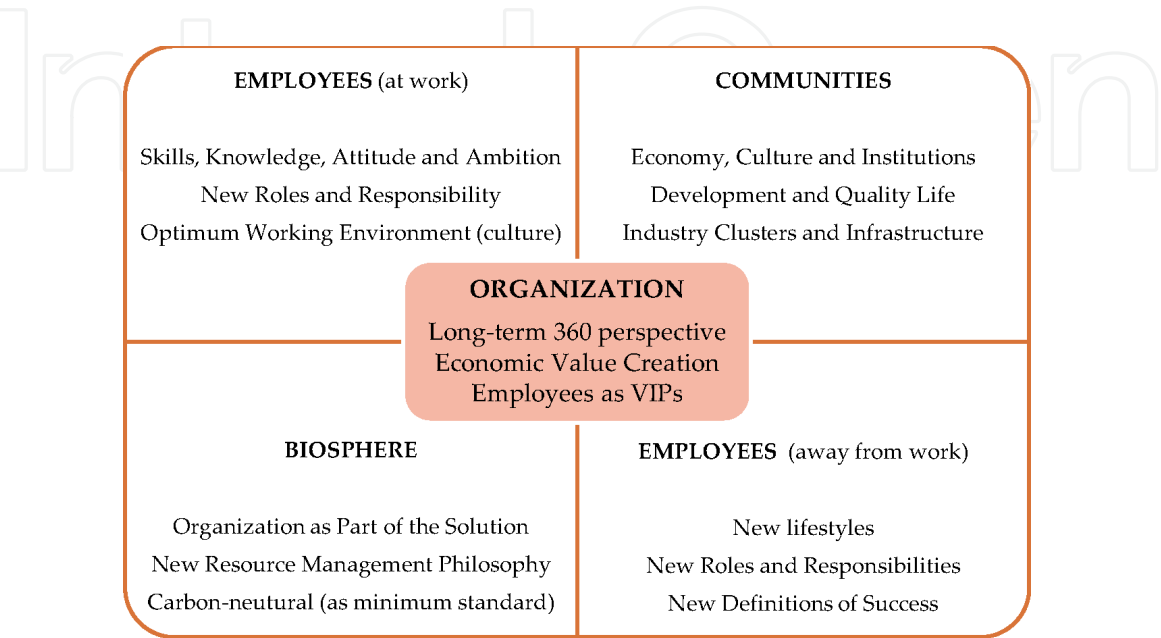 EMPLOYEES (at work)
Skills, Knowledge, Attitude and Ambition
New Roles and Responsibility
Optimum Working Environment (culture)
COMMUNITIES
Economy, Culture and Institutions
Development and Quality Life
Industry Clusters and Infrastructure
ORGANIZATION
Long-term 360 perspective
Economic Value Creation
Employees as VIPs
BIOSPHERE
Organization as Part of the Solution
New Resource Management Philosophy
Carbon-neutural (as minimum standard)
EMPLOYEES (away from work)
New lifestyles
New Roles and Responsibilities
New Definitions of Success